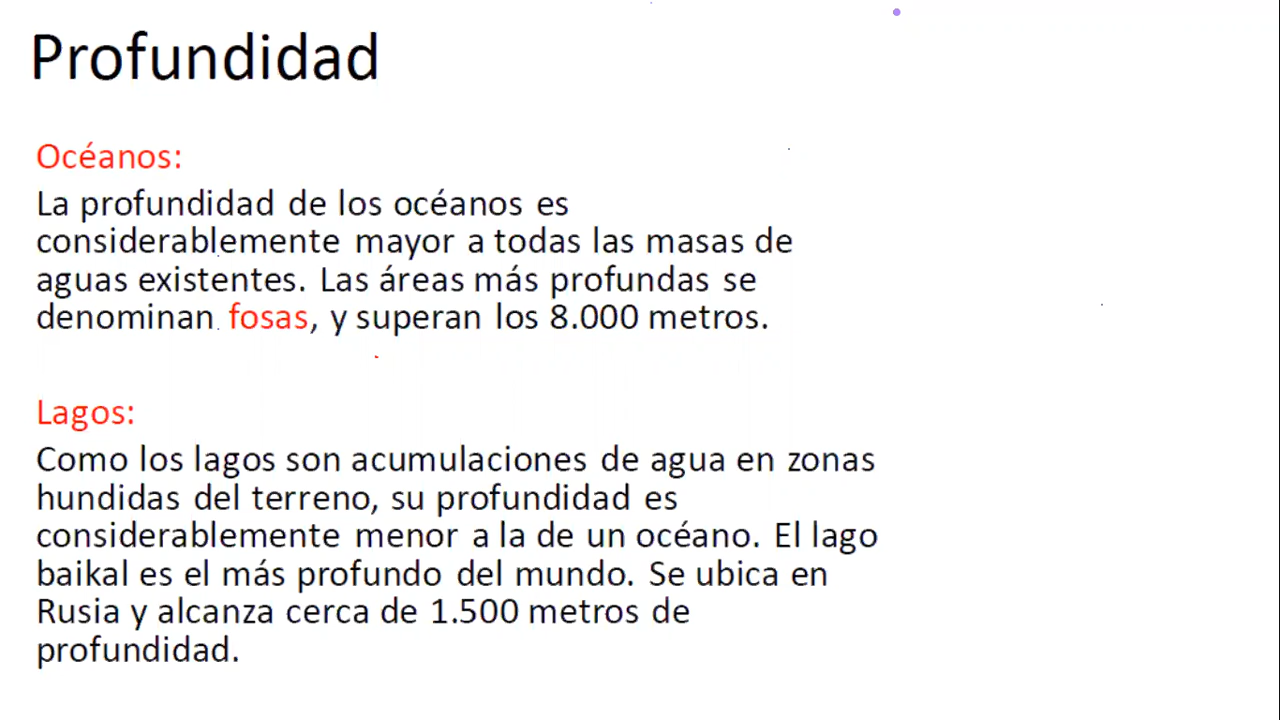 Profundidad
Océanos:
La profundidad de los océanos es
considerablemente mayor a todas las masas de
aguas existentes. Las áreas más profundas se
denominan fosas, y superan los 8.000 metros.
Lagos:
Como los lagos son acumulaciones de agua en zonas
hundidas del terreno, su profundidad es
considerablemente menor a la de un océano. El lago
baikal es el más profundo del mundo. Se ubica en
Rusia y alcanza cerca de 1.500 metros de
profundidad.